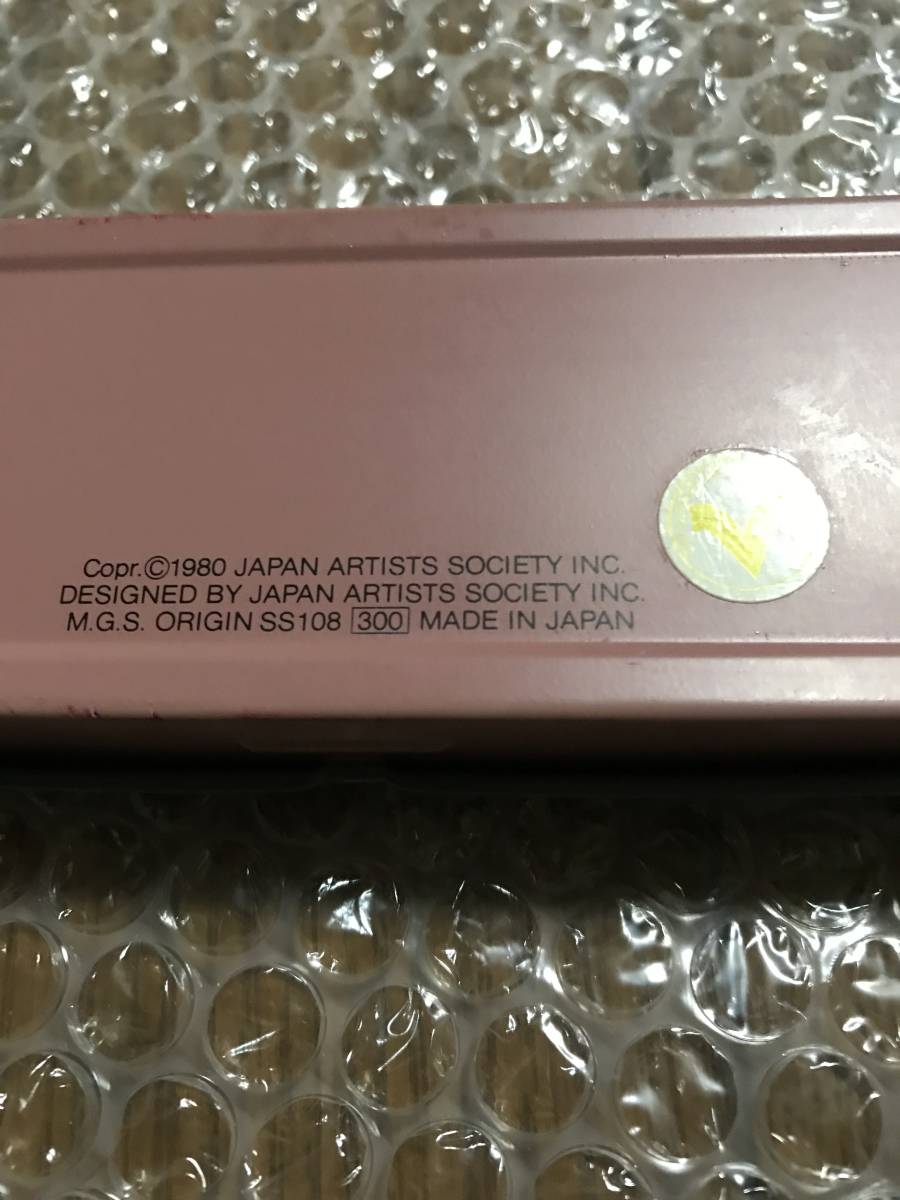 Copr.©1980 JAPAN ARTISTS SOCIETY INC.
DESIGNED BY JAPAN ARTISTS SOCIETY INC.
M.G.S. ORIGIN SS108 300 MADE IN JAPAN